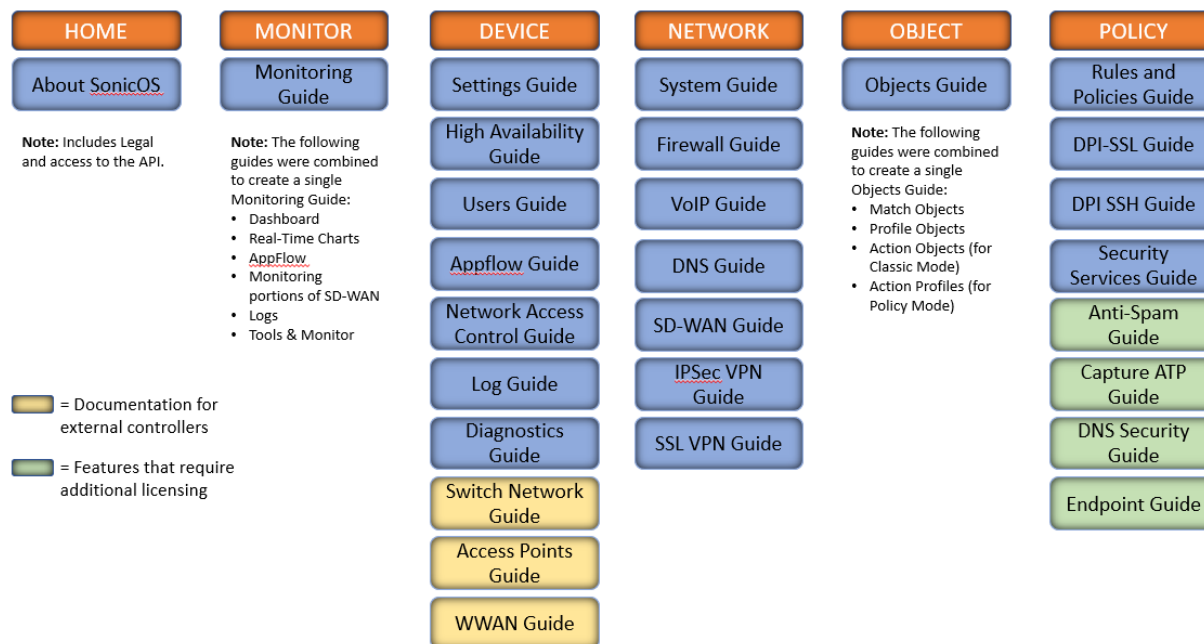 HOME
About SonicOS
Note: Includes Legal
and access to the API.
= Documentation for
external controllers
= Features that require
additional licensing
MONITOR
Monitoring
Guide
Note: The following
guides were combined
to create a single
Monitoring Guide:
• Dashboard
• Real-Time Charts
• AppFlow
• Monitoring
portions of SD-WAN
• Logs
• Tools & Monitor
DEVICE
Settings Guide
High Availability
Guide
Users Guide
Appflow Guide
Network Access
Control Guide
Log Guide
Diagnostics
Guide
Switch Network
Guide
Access Points
Guide
WWAN Guide
NETWORK
System Guide
Firewall Guide
VoIP Guide
DNS Guide
SD-WAN Guide
IPSec VPN
Guide
SSL VPN Guide
OBJECT
Objects Guide
Note: The following
guides were combined
to create a single
Objects Guide:
• Match Objects
• Profile Objects
• Action Objects (for
Classic Mode)
• Action Profiles (for
Policy Mode)
POLICY
Rules and
Policies Guide
DPI-SSL Guide
DPI SSH Guide
Security
Services Guide
Anti-Spam
Guide
Capture ATP
Guide
DNS Security
Guide
Endpoint Guide